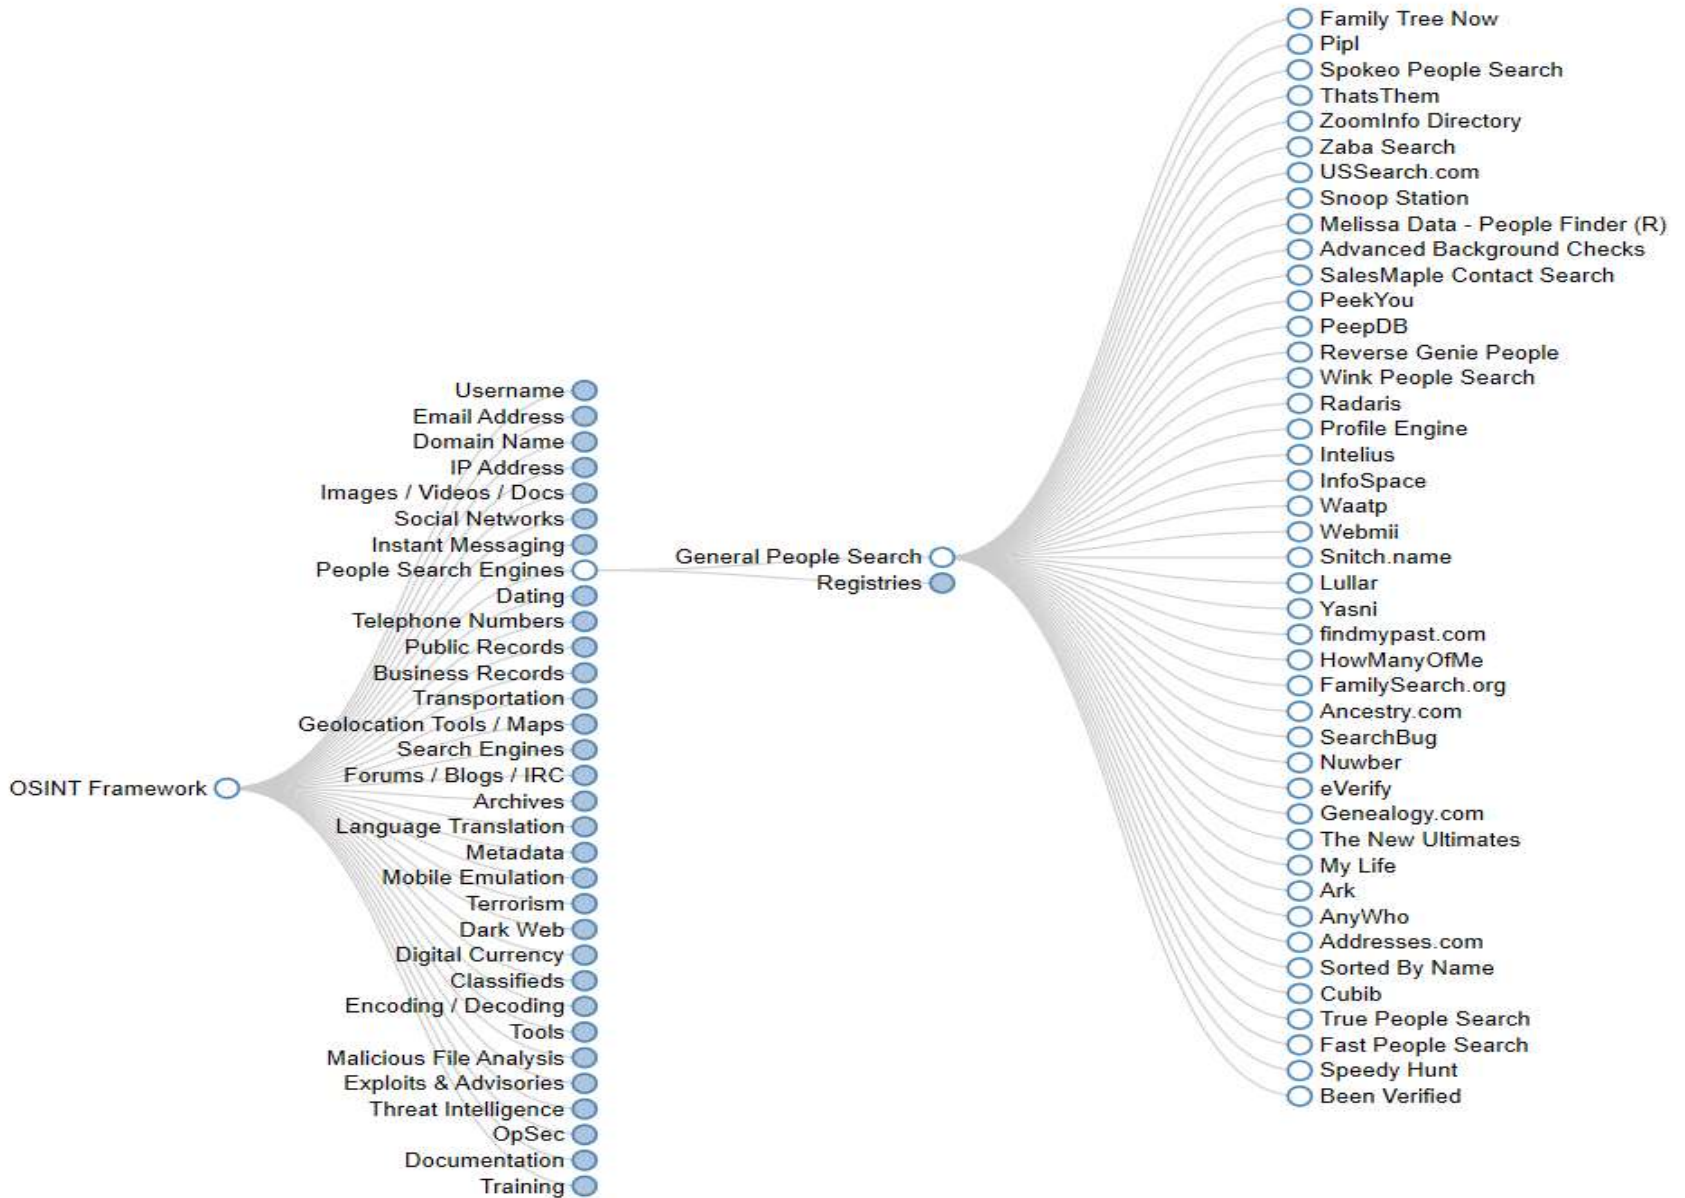 OSINT Framework
Username
Email Address
Domain Name
IP Address
Images / Videos / Docs
Social Networks
Instant Messaging
People Search Engines
Dating
Telephone Numbers
Public Records
Business Records
Transportation
Geolocation Tools / Maps
Search Engines
Forums / Blogs / IRC
Archives
Language Translation
Metadata
Mobile Emulation
Terrorism
Dark Web
Digital Currency
Classifieds
Encoding / Decoding
Tools
Malicious File Analysis
Exploits & Advisories
Threat Intelligence
OpSec
Documentation
Training
General People Search
Registries
Family Tree Now
Pipl
Spokeo People Search
ThatsThem
ZoomInfo Directory
Zaba Search
USSearch.com
Snoop Station
Melissa Data - People Finder (R)
Advanced Background Checks
SalesMaple Contact Search
PeekYou
PeepDB
Reverse Genie People
Wink People Search
Radaris
Profile Engine
Intelius
InfoSpace
Waatp
Webmii
Snitch.name
Lullar
Yasni
findmypast.com
HowManyOfMe
FamilySearch.org
Ancestry.com
SearchBug
Nuwber
eVerify
Genealogy.com
The New Ultimates
My Life
Ark
AnyWho
Addresses.com
Sorted By Name
Cubib
True People Search
Fast People Search
Speedy Hunt
Been Verified